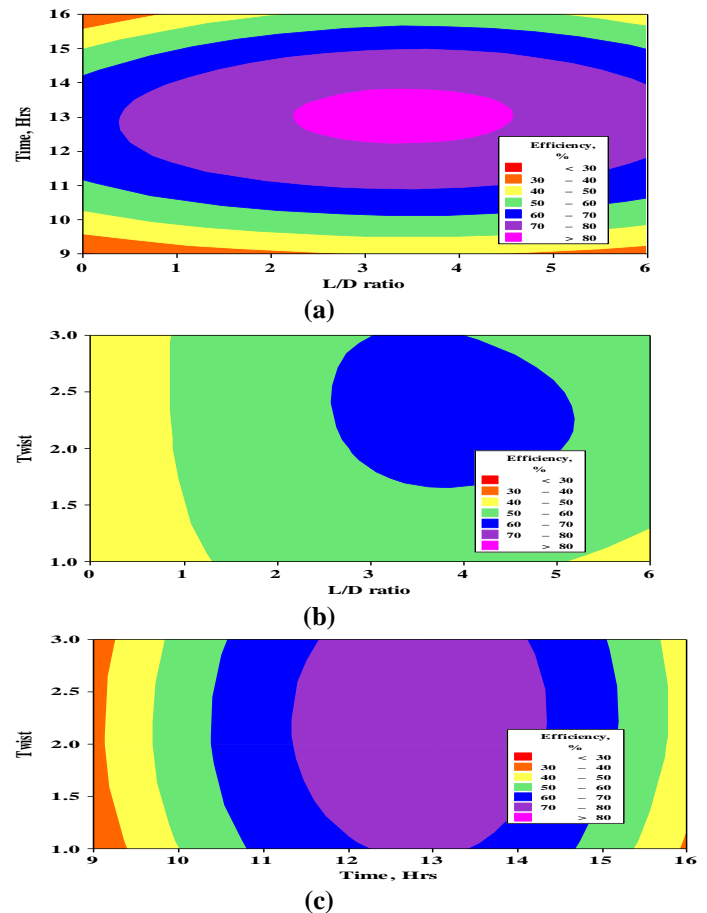 16
15
14
13
12
11
10
9
Time, Hrs
Efficiency,
%
< 30
30 – 40
40 – 50
50 – 60
60 – 70
70 – 80
> 80
0 1 2 3 4 5 6
L/D ratio
(a)
3.0
2.5
2.0
1.5
1.0
Twist
Efficiency,
%
< 30
30 – 40
40 – 50
50 – 60
60 – 70
70 – 80
> 80
0 1 2 3 4 5 6
L/D ratio
(b)
3.0
2.5
2.0
1.5
1.0
Twist
Efficiency,
%
< 30
30 – 40
40 – 50
50 – 60
60 – 70
70 – 80
> 80
9 10 11 12 13 14 15 16
Time, Hrs
(c)